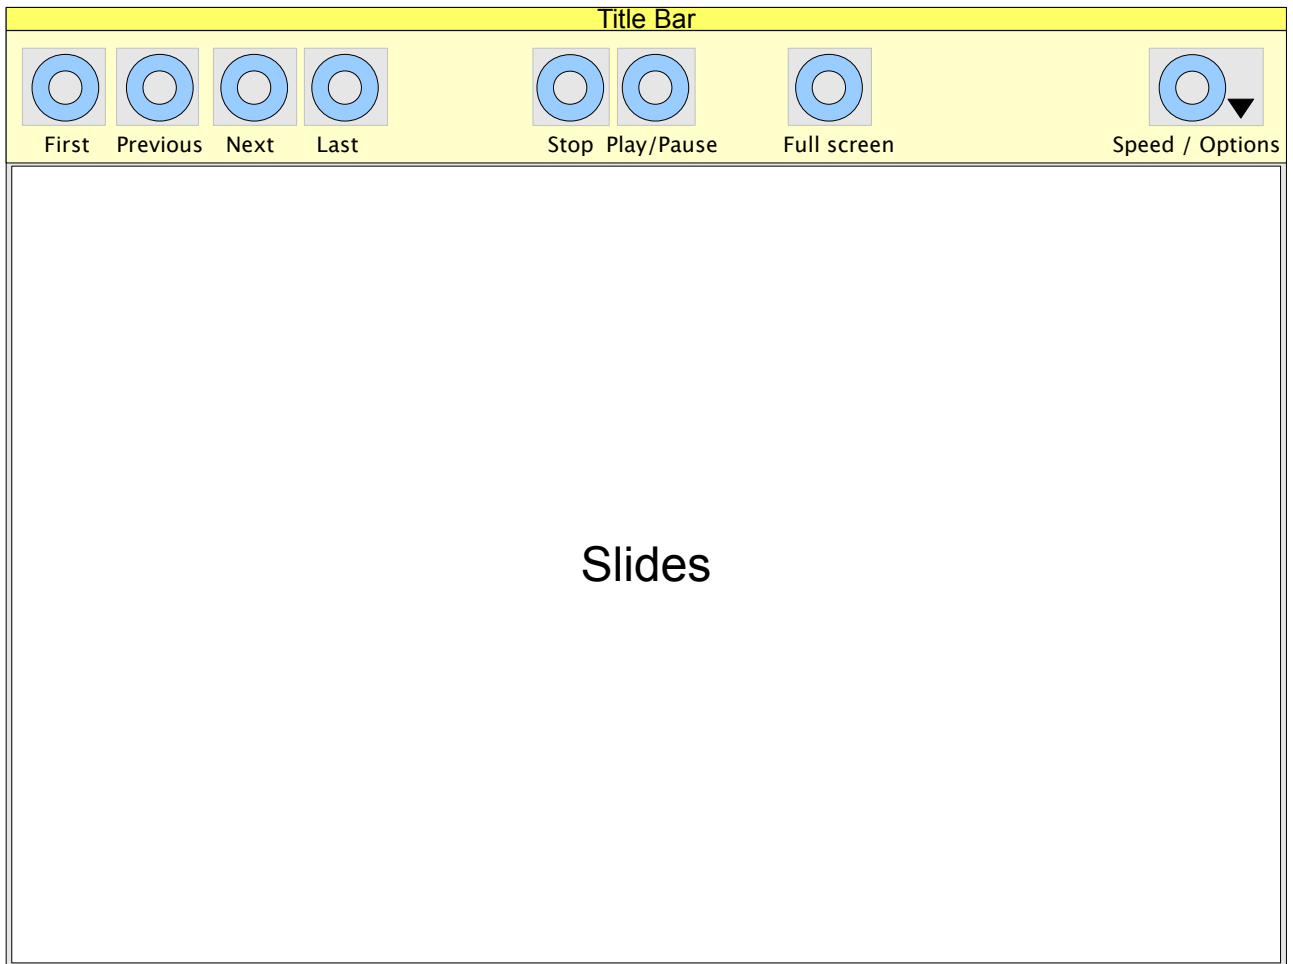 Title Bar
First Previous Next Last Stop Play/Pause Full screen Speed / Options
Slides